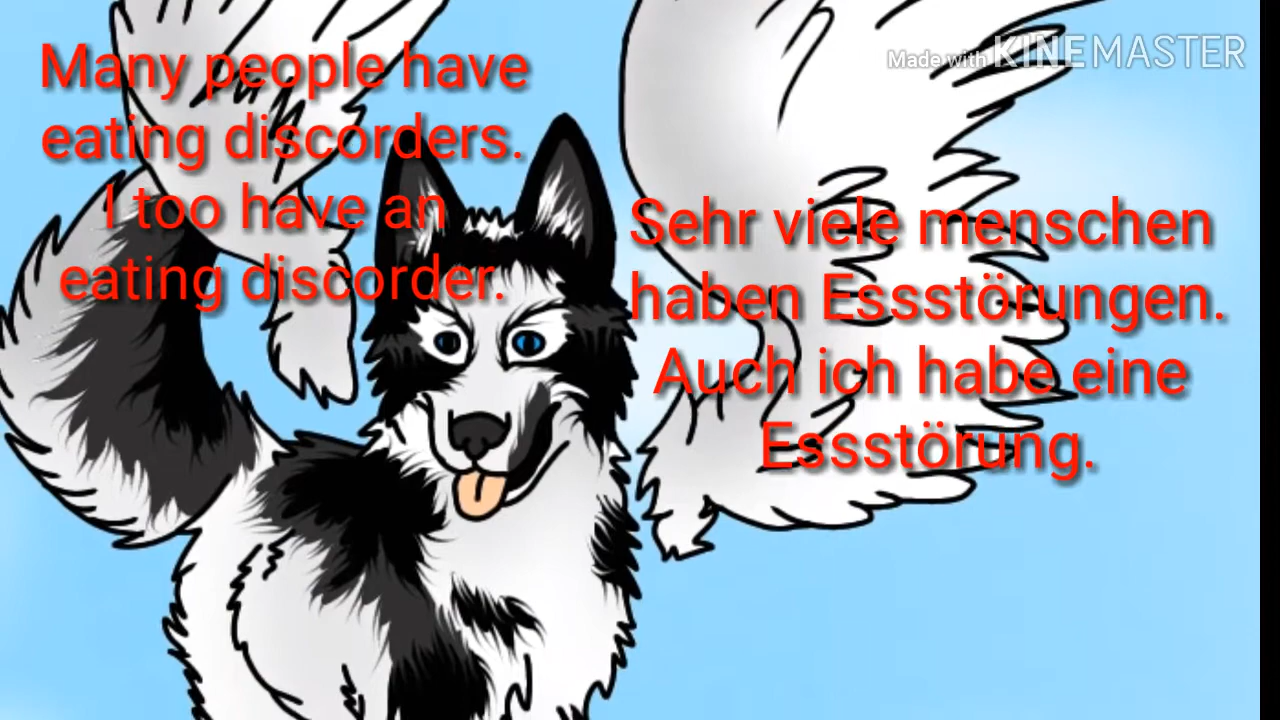 Made with KINEMASTER
Many people have
eating discorders.
I too have an
eating discorder.
Sehr viele menschen
haben Essstörungen.
Auch ich habe eine
Essstörung.